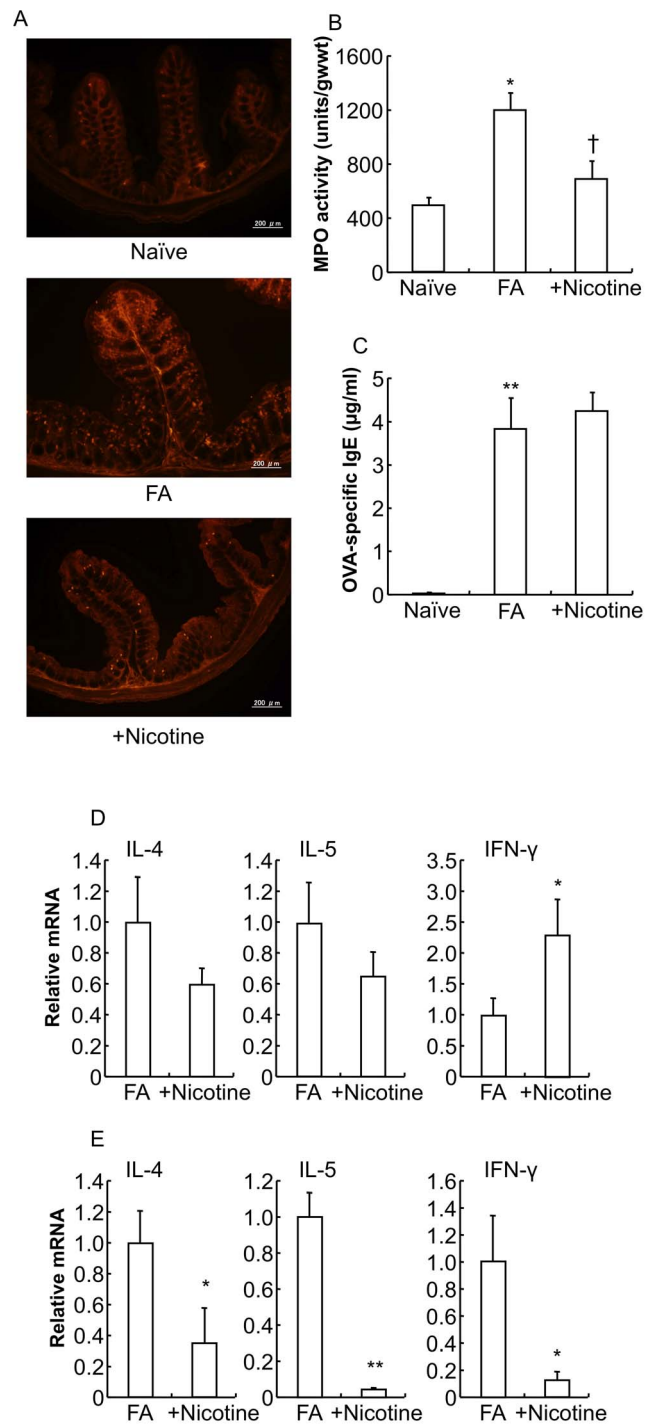 A
200 μm
Naïve
200 μm
FA
200 μm
+Nicotine
B
MPO activity (units/gwwt)
1600
1200
800
400
0
*
†
Naïve FA +Nicotine
C
OVA-specific IgE (μg/ml)
5
4
3
2
1
0
**
Naïve FA +Nicotine
D
Relative mRNA
IL-4
1.4
1.2
1.0
0.8
0.6
0.4
0.2
0
FA +Nicotine
IL-5
1.4
1.2
1.0
0.8
0.6
0.4
0.2
0
FA +Nicotine
IFN-γ
3.5
3.0
2.5
2.0
1.5
1.0
0.5
0
*
FA +Nicotine
E
Relative mRNA
IL-4
1.4
1.2
1.0
0.8
0.6
0.4
0.2
0
*
FA +Nicotine
IL-5
1.2
1.0
0.8
0.6
0.4
0.2
0
**
FA +Nicotine
IFN-γ
1.6
1.4
1.2
1.0
0.8
0.6
0.4
0.2
0
*
FA +Nicotine